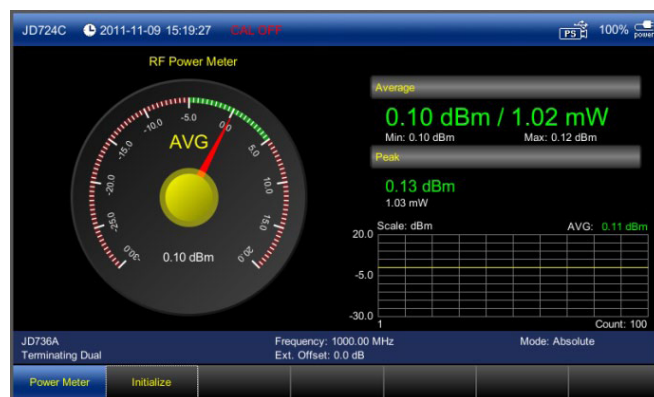 JD724C 2011-11-09 15:19:27 CAL OFF PS 100% power
RF Power Meter
-30.0 -25.0 -20.0 -15.0 -10.0 -5.0 0.0 5.0 10.0 15.0 20.0
AVG
0.10 dBm
Average
0.10 dBm / 1.02 mW
Min: 0.10 dBm Max: 0.12 dBm
Peak
0.13 dBm
1.03 mW
Scale: dBm AVG: 0.11 dBm
20.0
-5.0
-30.0
1 Count: 100
JD736A Frequency: 1000.00 MHz Mode: Absolute
Terminating Dual Ext. Offset: 0.0 dB
Power Meter Initialize